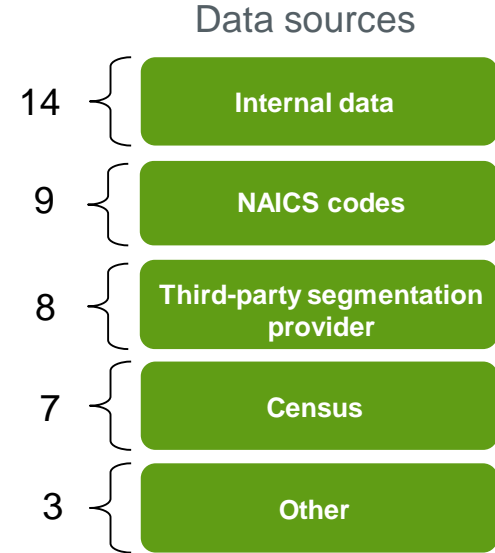 Data sources
14
Internal data
9
NAICS codes
8
Third-party segmentation
provider
7
Census
3
Other